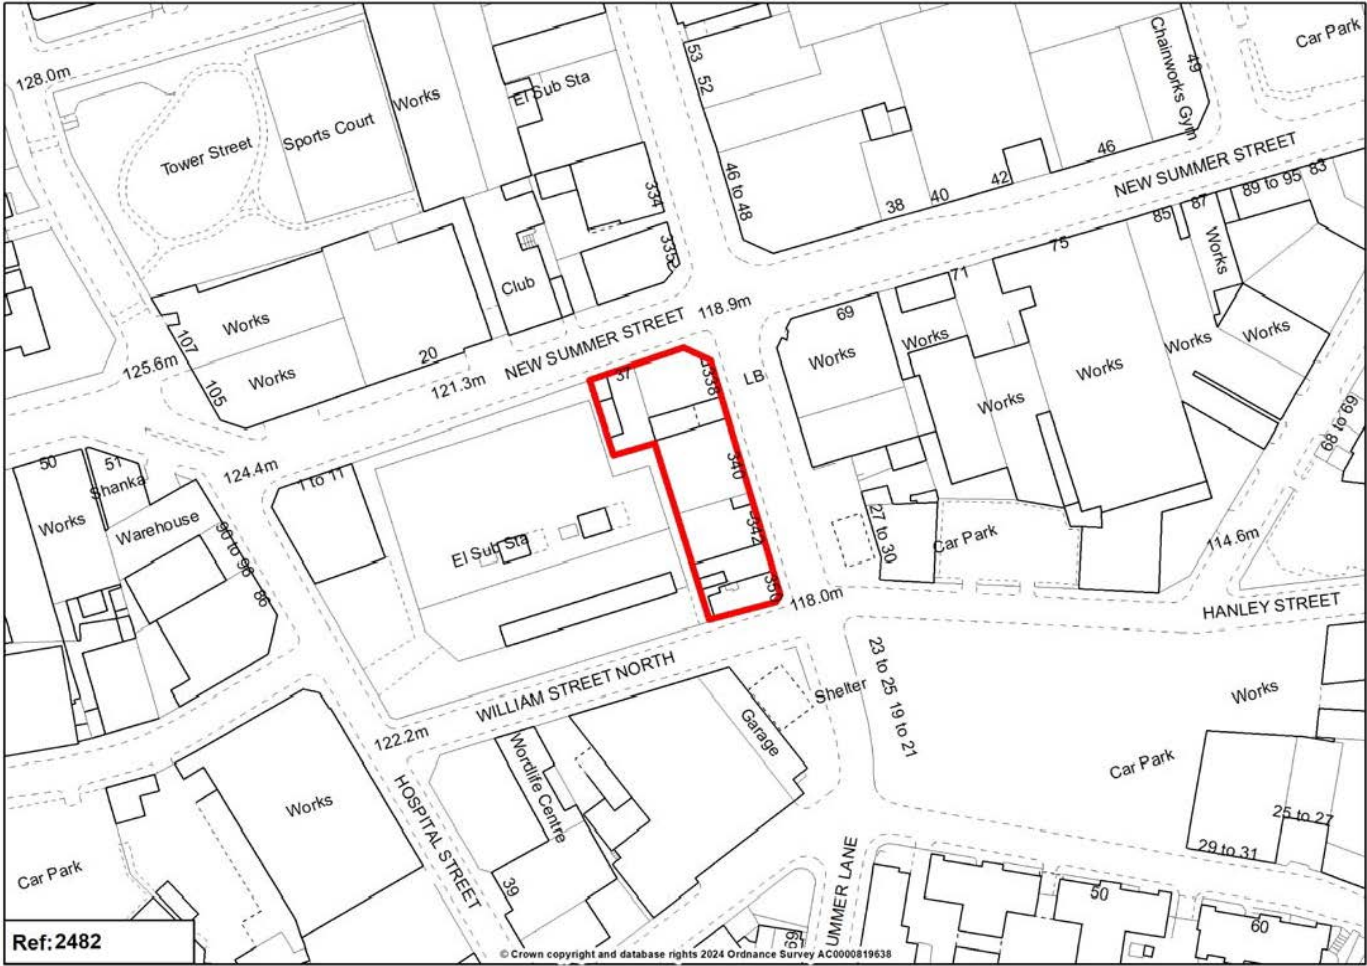 128.0m
Tower Street
Sports Court
Works
El Sub Sta
53
52
Chainworks Gym
49
Car Park
334
335
46 to 48
38
40
42
46
NEW SUMMER STREET
89 to 95
83
87
85
75
71
Works
Club
Works
107
105
Works
20
125.6m
121.3m
NEW SUMMER STREET
118.9m
69
Works
Works
Works
Works
Works
Works
LB
37
338
340
342
350
68 to 69
124.4m
50
51
Shanka
Works
Warehouse
90 to 96
86
1 to 11
El Sub Sta
27 to 30
Car Park
114.6m
118.0m
HANLEY STREET
WILLIAM STREET NORTH
Shelter
23 to 25
19 to 21
Works
Car Park
122.2m
Garage
Wordlife Centre
HOSPITAL STREET
Works
39
25 to 27
29 to 31
Car Park
UMMER LANE
50
60
69
Ref:2482
© Crown copyright and database rights 2024 Ordnance Survey AC0000819638